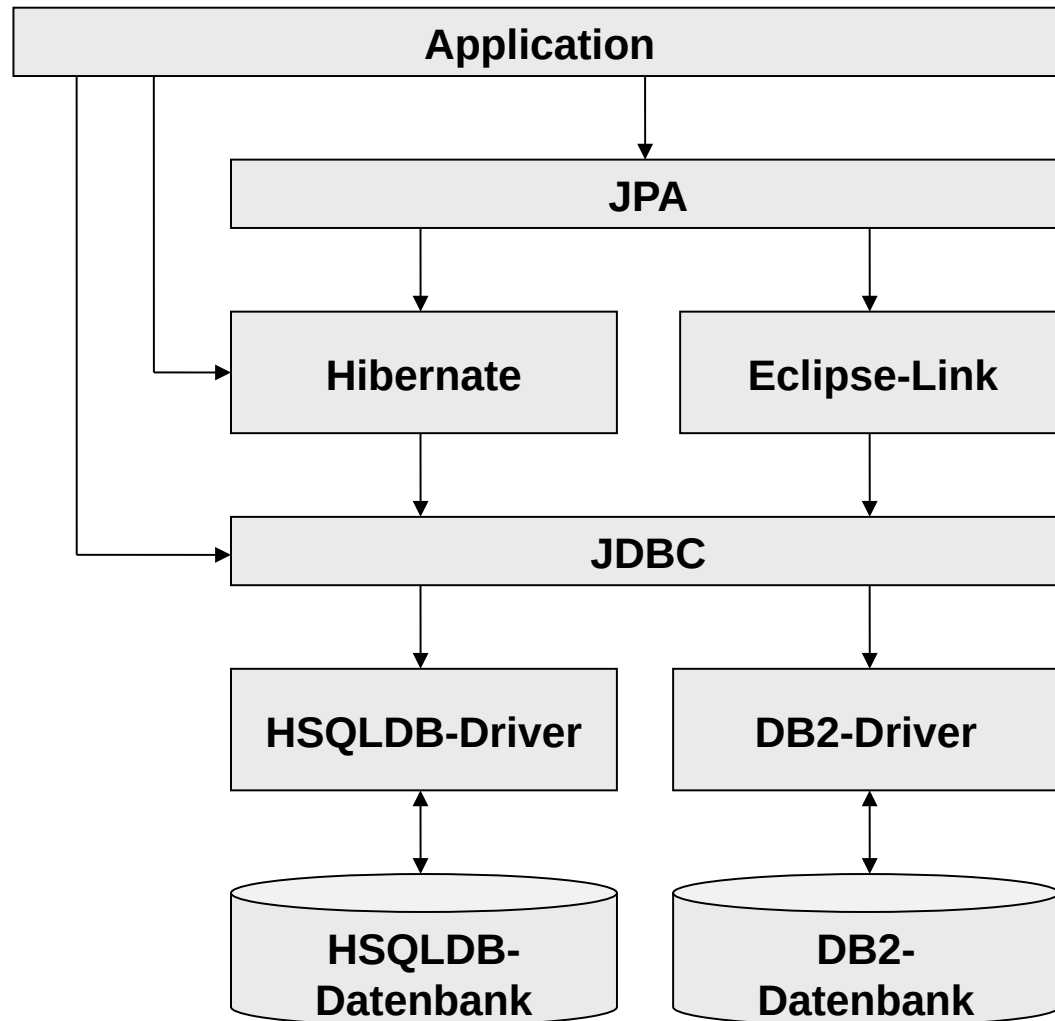 Application
JPA
Hibernate
Eclipse-Link
JDBC
HSQLDB-Driver
DB2-Driver
HSQLDB-
Datenbank
DB2-
Datenbank